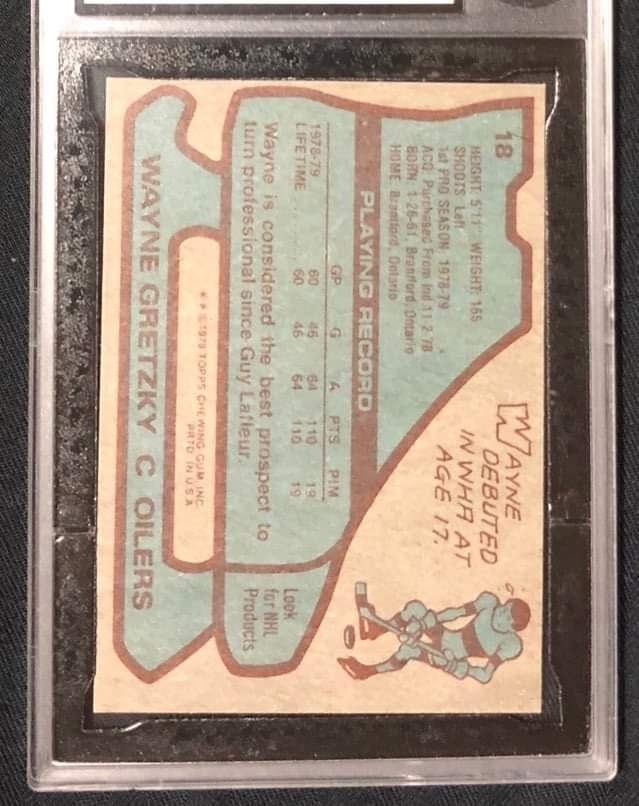 18
HEIGHT: 5'11" WEIGHT: 165
SHOOTS: Left
1st PRO SEASON: 1978-79
ACQ: Purchased From Ind 11-2-78
BORN: 1-26-61, Brantford, Ontario
HOME: Brantford, Ontario
WAYNE
DEBUTED
IN WHA AT
AGE 17.
PLAYING RECORD
GP G A PTS PIM
1978-79 60 46 64 110 19
LIFETIME 60 46 64 110 19
Wayne is considered the best prospect to
turn professional since Guy Lafleur.
Look
for NHL
Products
** © 1979 TOPPS CHEWING GUM, INC.
PRTD. IN U.S.A.
WAYNE GRETZKY C OILERS